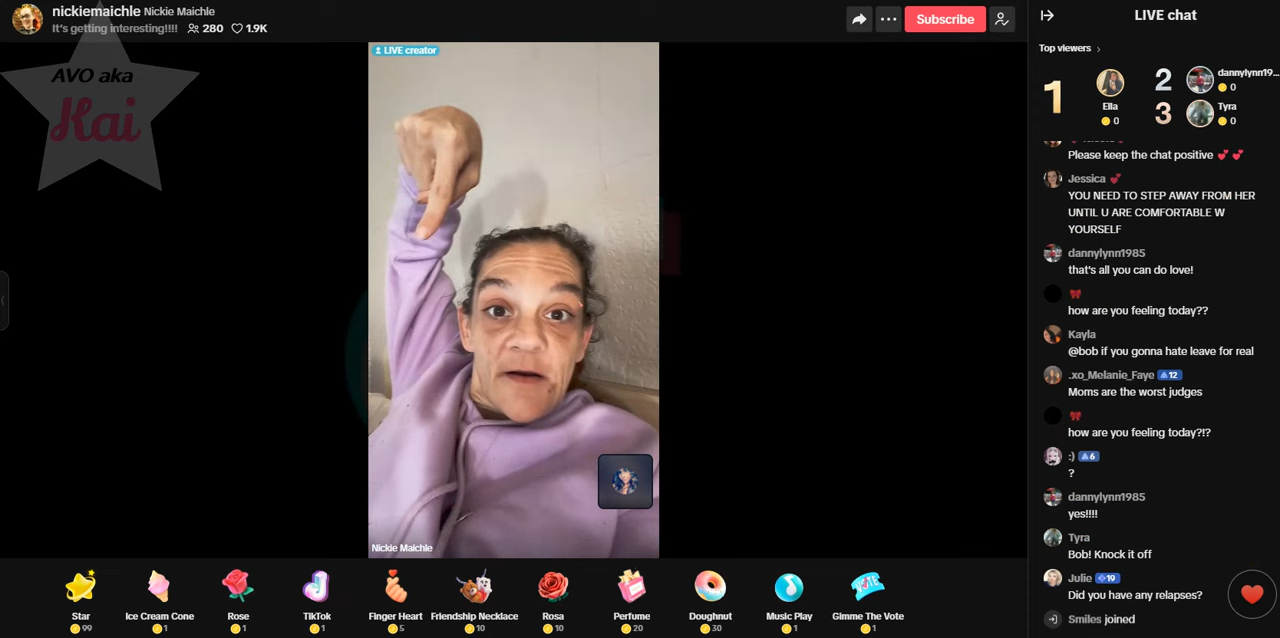 nickiemaichle Nickie Maichle
It's getting interesting!!!! 280 1.9K
Subscribe
AVO aka
Kai
LIVE creator
Nickie Maichle
Star
99
Ice Cream Cone
1
Rose
1
TikTok
1
Finger Heart
5
Friendship Necklace
10
Rosa
10
Perfume
20
Doughnut
30
Music Play
1
VOTE
Gimme The Vote
1
LIVE chat
Top viewers
1
Ella
0
2
dannylynn19...
0
3
Tyra
0
Please keep the chat positive 💕 💕
Jessica 💕
YOU NEED TO STEP AWAY FROM HER
UNTIL U ARE COMFORTABLE W
YOURSELF
dannylynn1985
that's all you can do love!
how are you feeling today??
Kayla
@bob if you gonna hate leave for real
.xo_Melanie_Faye 12
Moms are the worst judges
how are you feeling today?!?
:) 6
?
dannylynn1985
yes!!!!
Tyra
Bob! Knock it off
Julie 19
Did you have any relapses?
Smiles joined